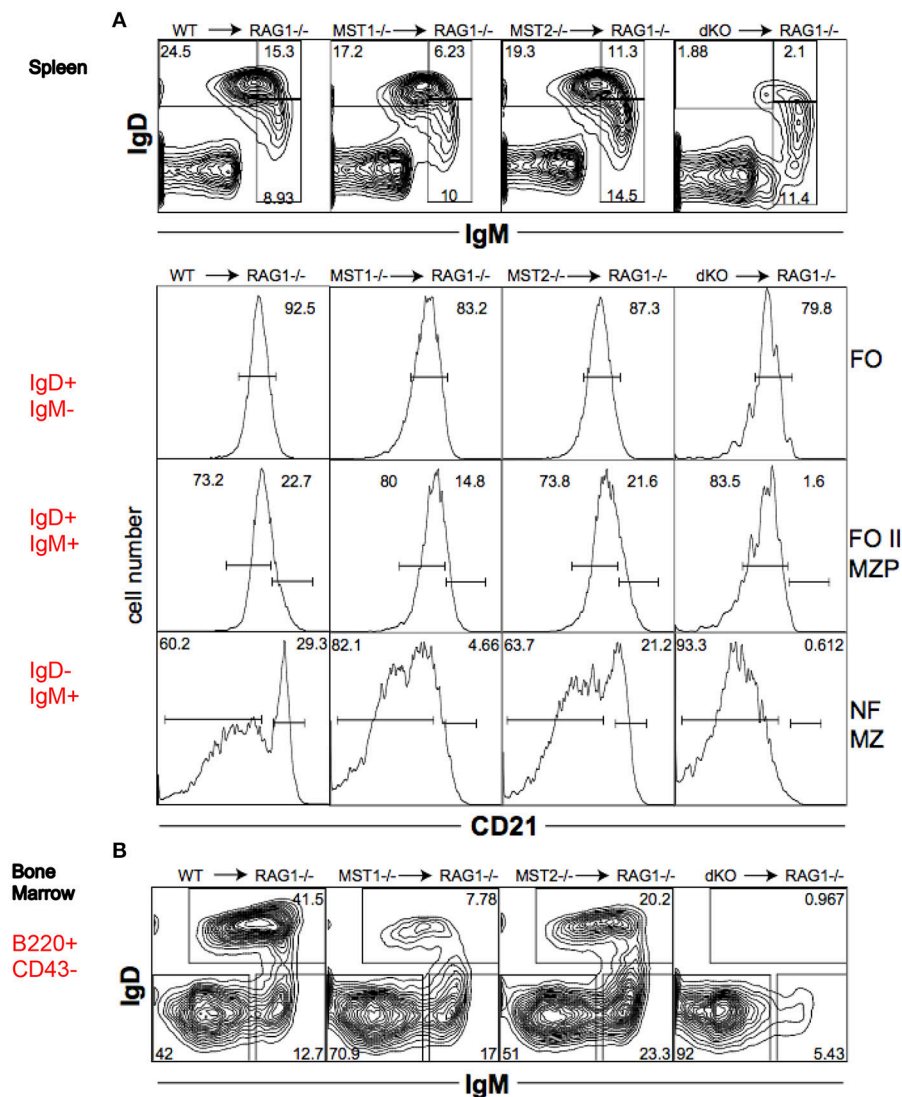 A
WT → RAG1-/- MST1-/- → RAG1-/- MST2-/- → RAG1-/- dKO → RAG1-/-
Spleen
24.5 15.3 17.2 6.23 19.3 11.3 1.88 2.1
IgD
8.93 10 14.5 11.4
IgM
WT → RAG1-/- MST1-/- → RAG1-/- MST2-/- → RAG1-/- dKO → RAG1-/-
92.5 83.2 87.3 79.8
FO
IgD+
IgM-
73.2 22.7 80 14.8 73.8 21.6 83.5 1.6
IgD+
IgM+
cell number
FO II
MZP
60.2 29.3 82.1 4.66 63.7 21.2 93.3 0.612
IgD-
IgM+
NF
MZ
CD21
B
Bone
Marrow
WT → RAG1-/- MST1-/- → RAG1-/- MST2-/- → RAG1-/- dKO → RAG1-/-
41.5 7.78 20.2 0.967
B220+
CD43-
IgD
42 12.7 70.9 17 51 23.3 92 5.43
IgM